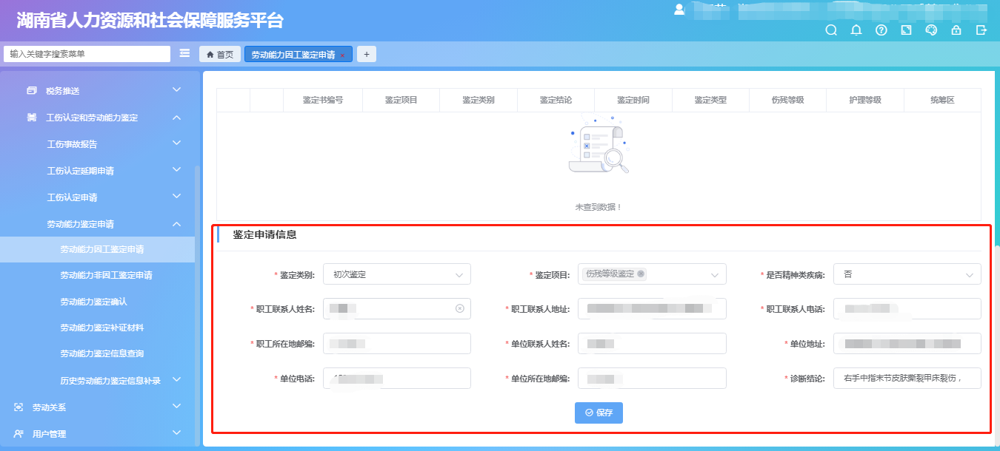 湖南省人力资源和社会保障服务平台
输入关键字搜索菜单
首页
劳动能力因工鉴定申请 ×
+
税务推送
工伤认定和劳动能力鉴定
工伤事故报告
工伤认定延期申请
工伤认定申请
劳动能力鉴定申请
劳动能力因工鉴定申请
劳动能力非因工鉴定申请
劳动能力鉴定确认
劳动能力鉴定补证材料
劳动能力鉴定信息查询
历史劳动能力鉴定信息补录
劳动关系
用户管理
鉴定书编号 鉴定项目 鉴定类别 鉴定结论 鉴定时间 鉴定类型 伤残等级 护理等级 统筹区
未查到数据！
鉴定申请信息
* 鉴定类别: 初次鉴定 * 鉴定项目: 伤残等级鉴定 * 是否精神类疾病: 否
* 职工联系人姓名: * 职工联系人地址: * 职工联系人电话:
* 职工所在地邮编: * 单位联系人姓名: * 单位地址:
* 单位电话: * 单位所在地邮编: * 诊断结论: 右手中指末节皮肤撕裂甲床裂伤，
保存